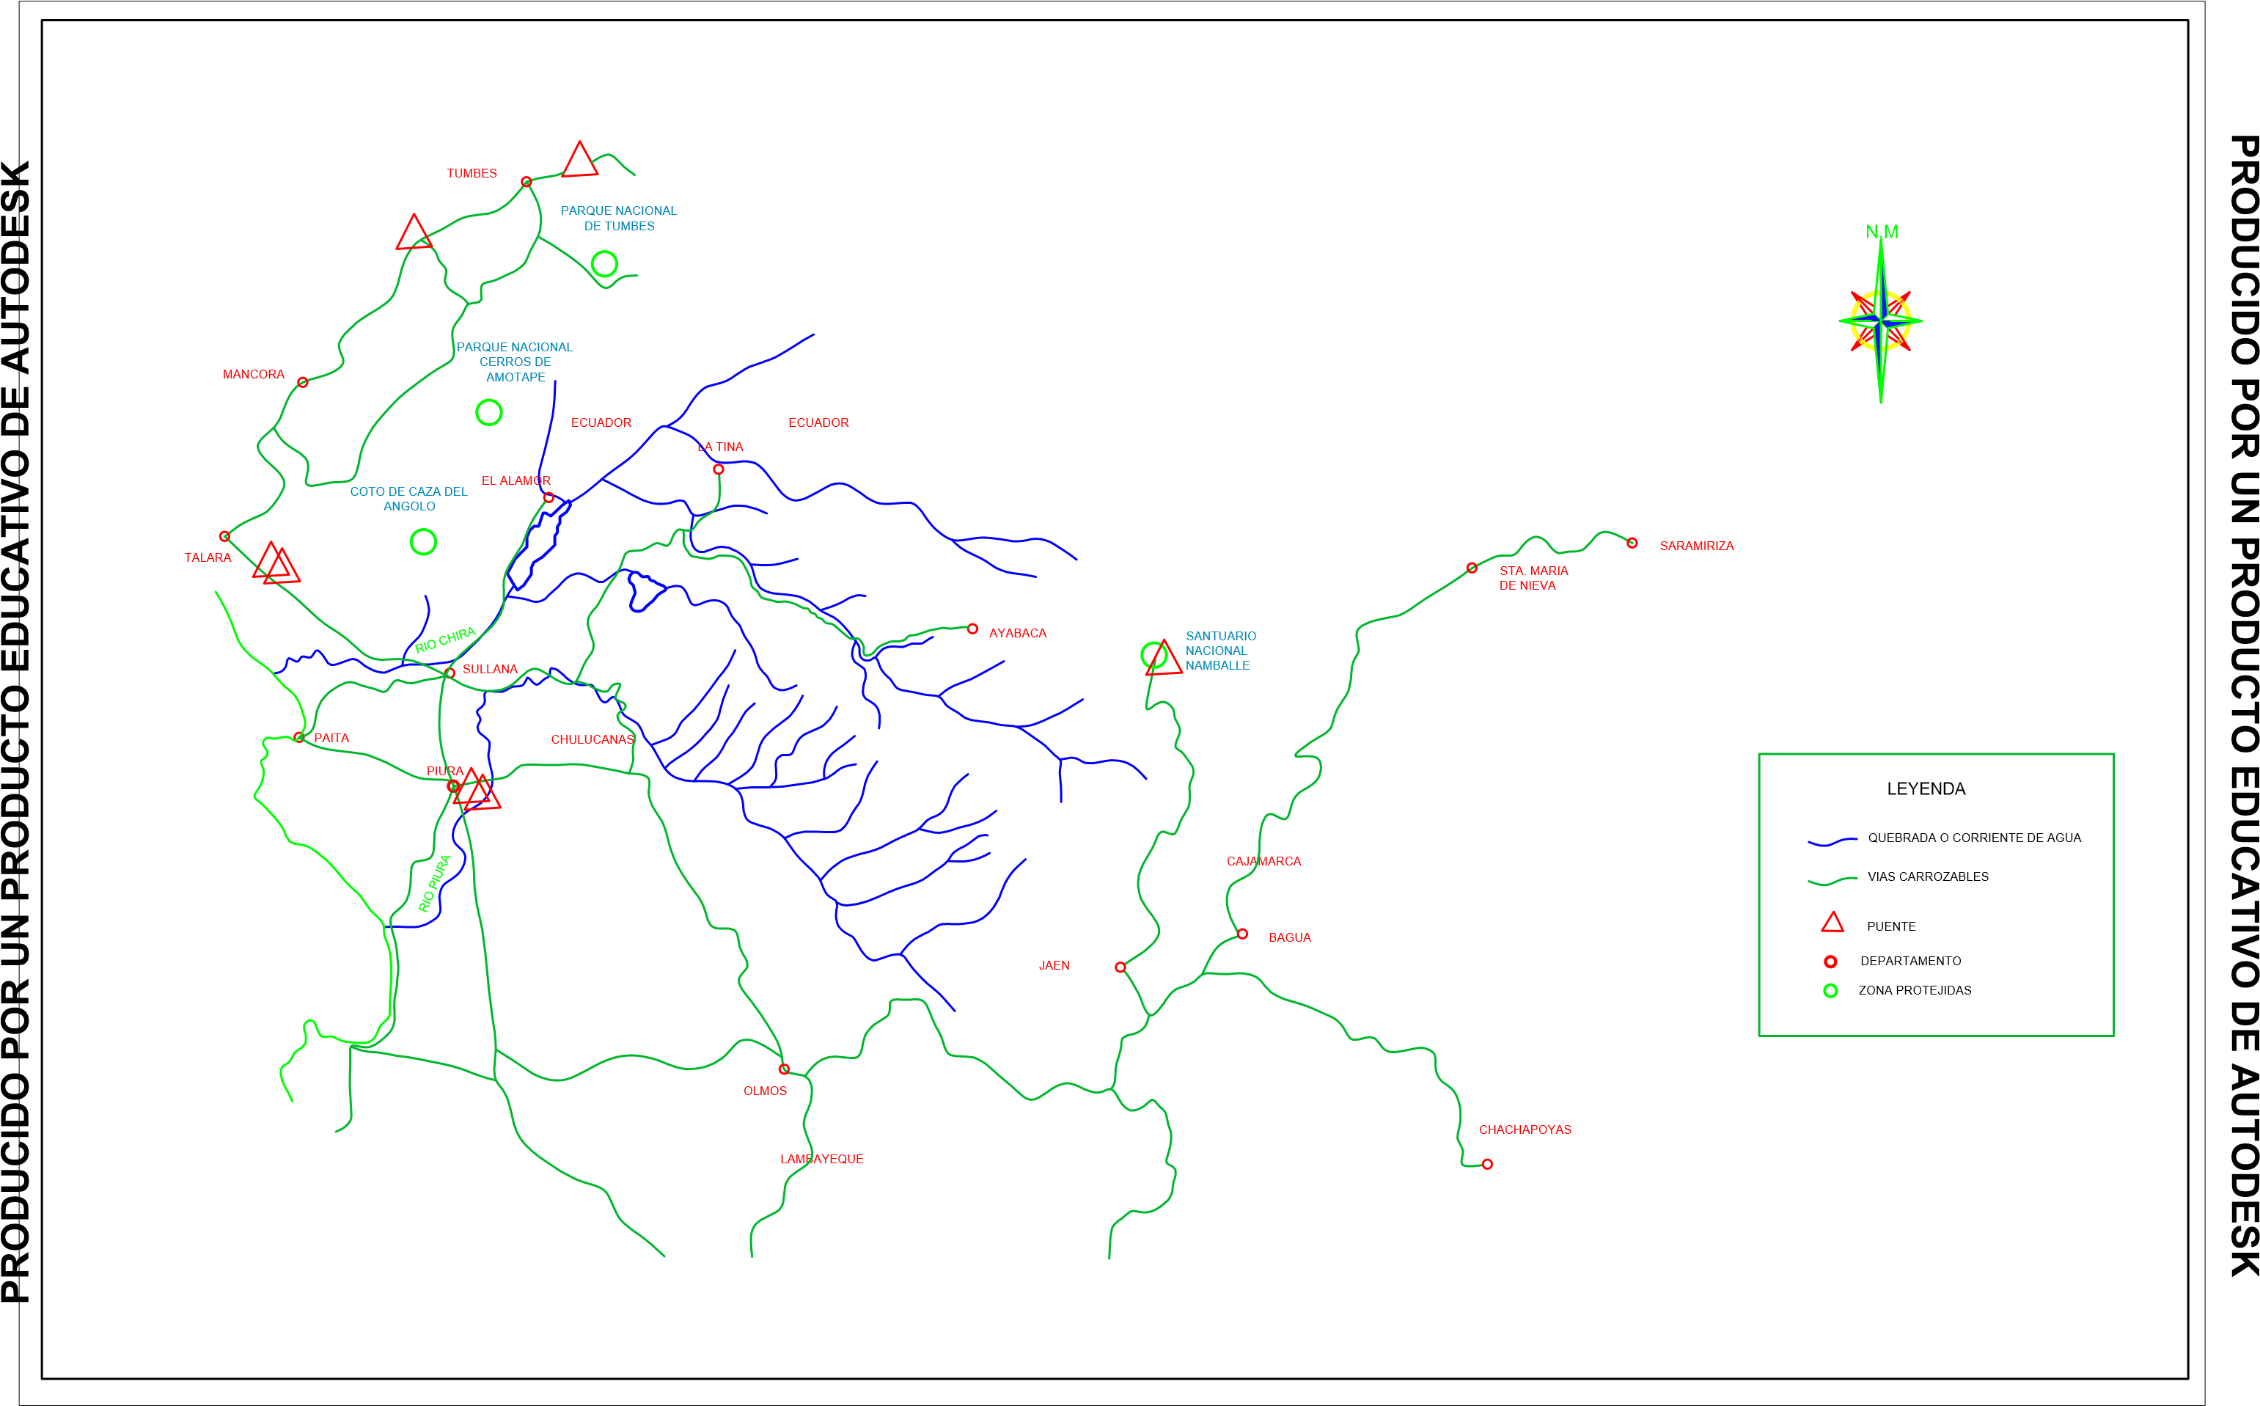 PRODUCIDO POR UN PRODUCTO EDUCATIVO DE AUTODESK
TUMBES
PARQUE NACIONAL
DE TUMBES
N.M
PARQUE NACIONAL
CERROS DE
AMOTAPE
MANCORA
ECUADOR
ECUADOR
LA TINA
EL ALAMOR
COTO DE CAZA DEL
ANGOLO
TALARA
SARAMIRIZA
STA. MARIA
DE NIEVA
RIO CHIRA
AYABACA
SANTUARIO
NACIONAL
NAMBALLE
SULLANA
PAITA
CHULUCANAS
PIURA
RIO PIURA
CAJAMARCA
BAGUA
JAEN
OLMOS
LAMBAYEQUE
CHACHAPOYAS
LEYENDA
QUEBRADA O CORRIENTE DE AGUA
VIAS CARROZABLES
PUENTE
DEPARTAMENTO
ZONA PROTEJIDAS
PRODUCIDO POR UN PRODUCTO EDUCATIVO DE AUTODESK